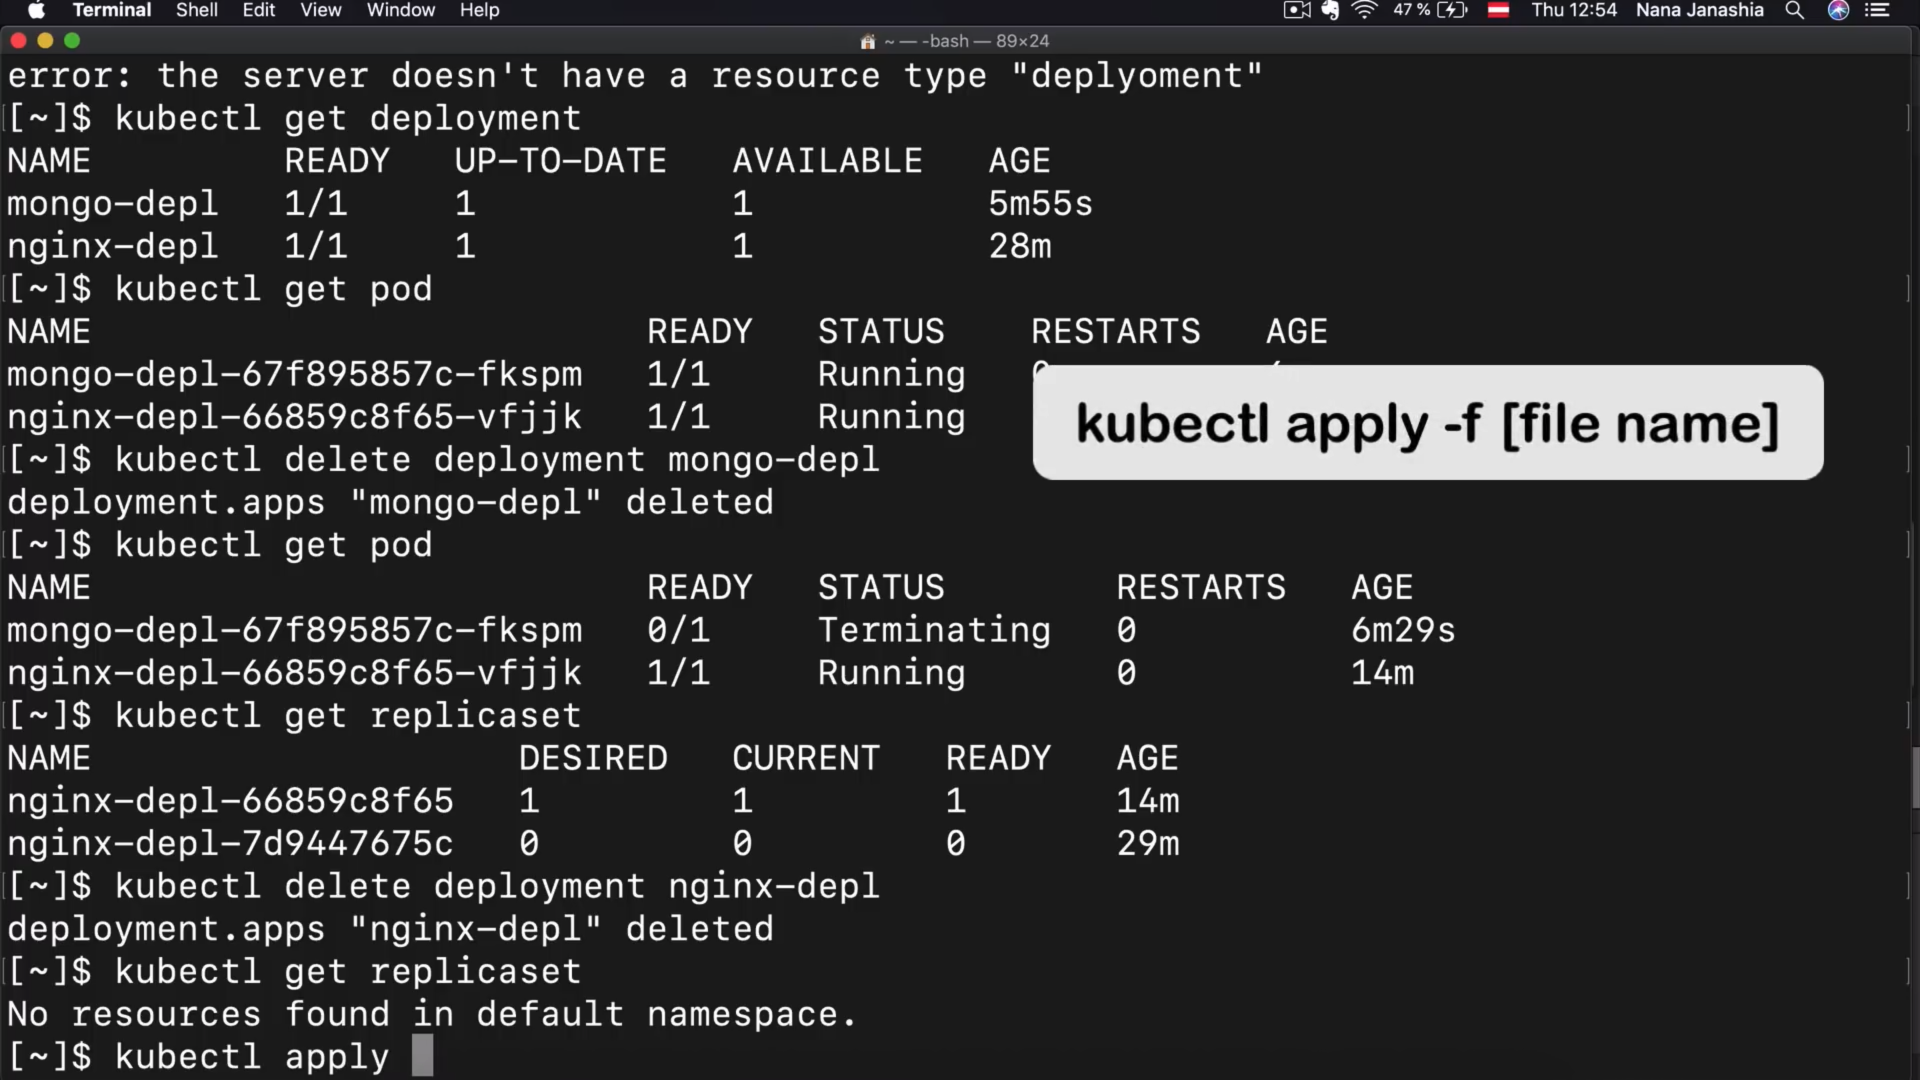 Terminal Shell Edit View Window Help 47 % Thu 12:54 Nana Janashia
~ — -bash — 89×24
error: the server doesn't have a resource type "deplyoment"
[~]$ kubectl get deployment
NAME READY UP-TO-DATE AVAILABLE AGE
mongo-depl 1/1 1 1 5m55s
nginx-depl 1/1 1 1 28m
[~]$ kubectl get pod
NAME READY STATUS RESTARTS AGE
mongo-depl-67f895857c-fkspm 1/1 Running
nginx-depl-66859c8f65-vfjjk 1/1 Running
kubectl apply -f [file name]
[~]$ kubectl delete deployment mongo-depl
deployment.apps "mongo-depl" deleted
[~]$ kubectl get pod
NAME READY STATUS RESTARTS AGE
mongo-depl-67f895857c-fkspm 0/1 Terminating 0 6m29s
nginx-depl-66859c8f65-vfjjk 1/1 Running 0 14m
[~]$ kubectl get replicaset
NAME DESIRED CURRENT READY AGE
nginx-depl-66859c8f65 1 1 1 14m
nginx-depl-7d9447675c 0 0 0 29m
[~]$ kubectl delete deployment nginx-depl
deployment.apps "nginx-depl" deleted
[~]$ kubectl get replicaset
No resources found in default namespace.
[~]$ kubectl apply